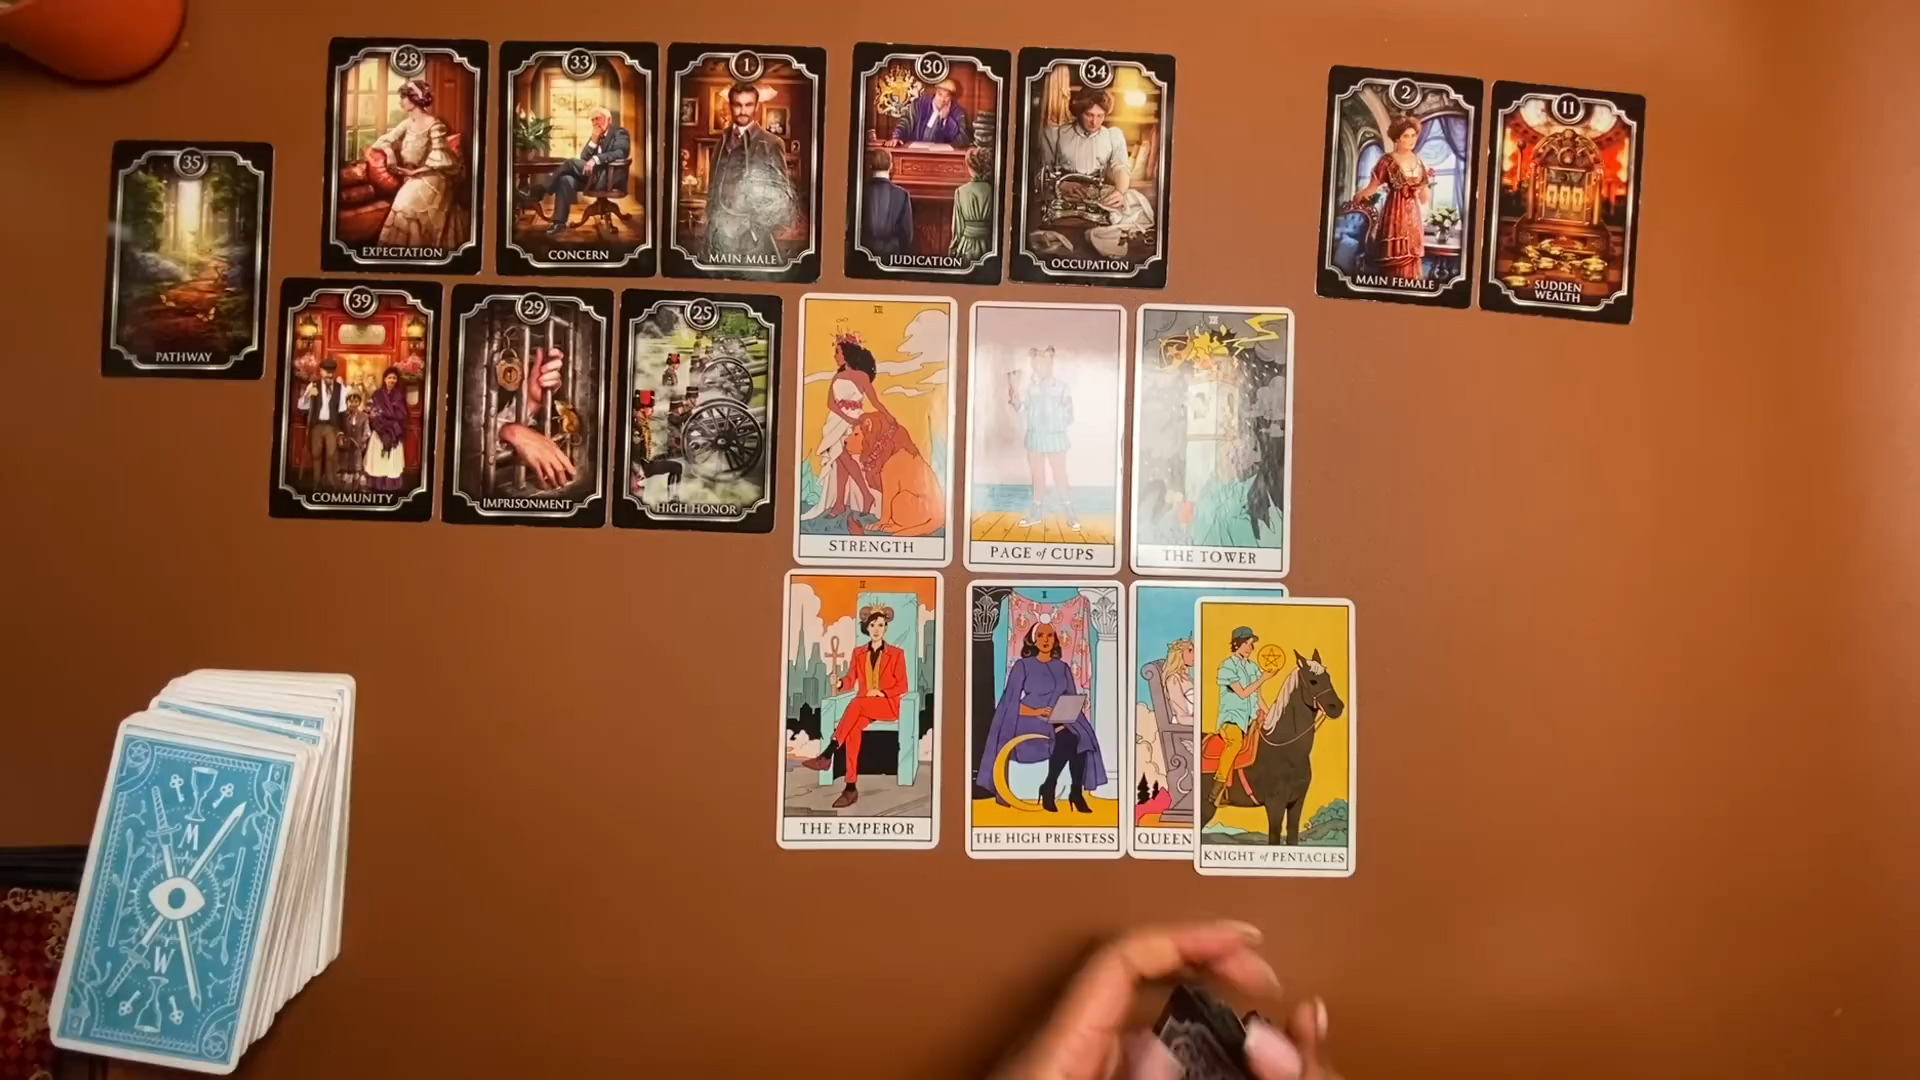 28
EXPECTATION
33
CONCERN
1
MAIN MALE
30
JUDICATION
34
OCCUPATION
2
MAIN FEMALE
11
SUDDEN
WEALTH
35
PATHWAY
39
COMMUNITY
29
IMPRISONMENT
25
HIGH HONOR
STRENGTH
PAGE of CUPS
THE TOWER
IV
THE EMPEROR
II
THE HIGH PRIESTESS
QUEEN
KNIGHT of PENTACLES
M
W